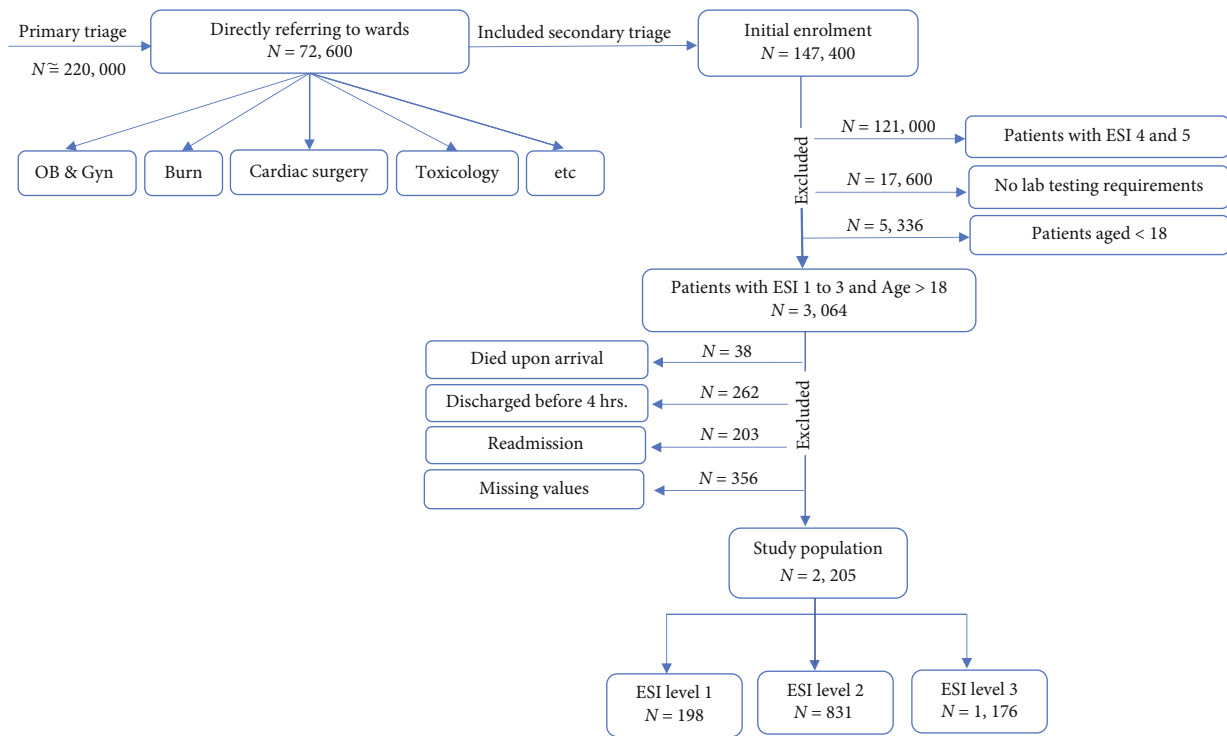 Primary triage
N ≅ 220, 000
Directly referring to wards
N = 72, 600
Included secondary triage
Initial enrolment
N = 147, 400
OB & Gyn
Burn
Cardiac surgery
Toxicology
etc
Excluded
N = 121, 000
Patients with ESI 4 and 5
N = 17, 600
No lab testing requirements
N = 5, 336
Patients aged < 18
Patients with ESI 1 to 3 and Age > 18
N = 3, 064
Excluded
Died upon arrival
N = 38
Discharged before 4 hrs.
N = 262
Readmission
N = 203
Missing values
N = 356
Study population
N = 2, 205
ESI level 1
N = 198
ESI level 2
N = 831
ESI level 3
N = 1, 176